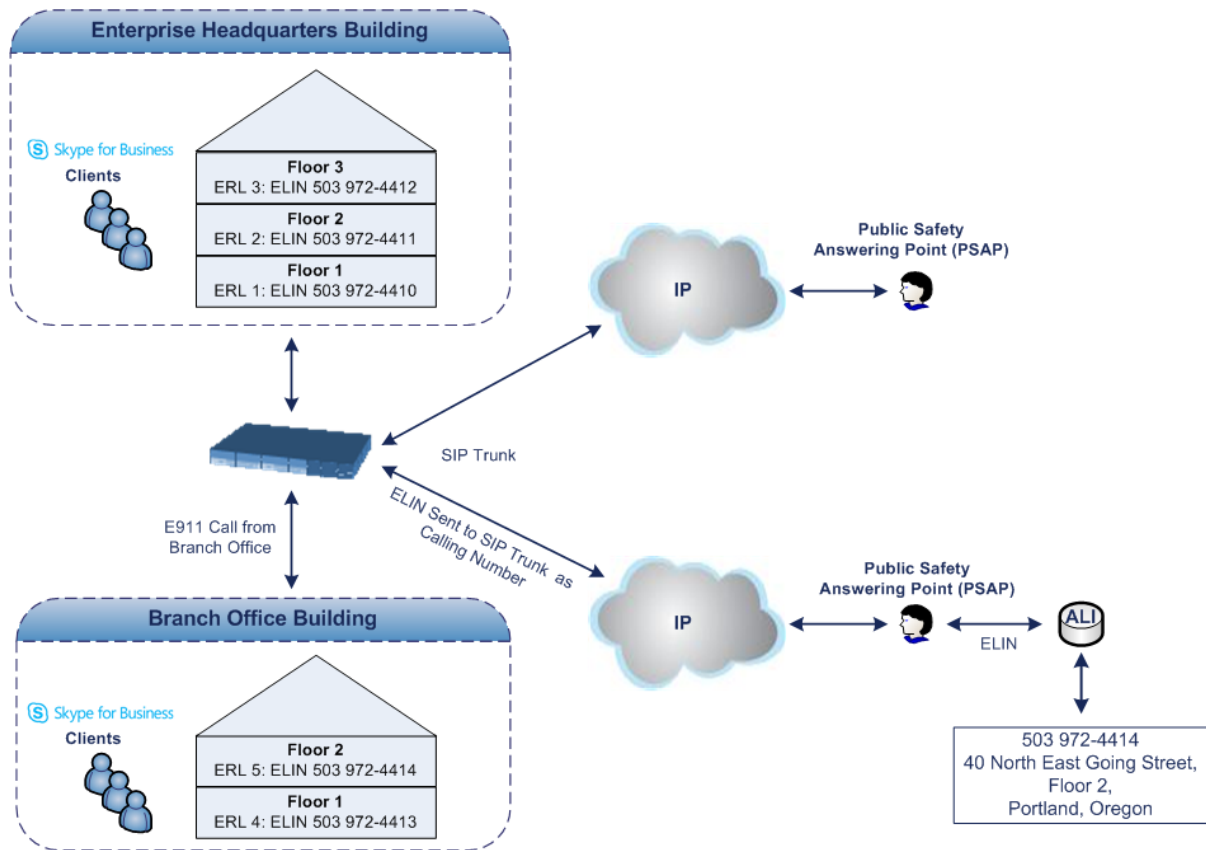 Enterprise Headquarters Building
Skype for Business
Clients
Floor 3
ERL 3: ELIN 503 972-4412
Floor 2
ERL 2: ELIN 503 972-4411
Floor 1
ERL 1: ELIN 503 972-4410
IP
Public Safety
Answering Point (PSAP)
SIP Trunk
E911 Call from
Branch Office
ELIN Sent to SIP Trunk as
Calling Number
IP
Public Safety
Answering Point (PSAP)
ELIN
ALI
503 972-4414
40 North East Going Street,
Floor 2,
Portland, Oregon
Branch Office Building
Skype for Business
Clients
Floor 2
ERL 5: ELIN 503 972-4414
Floor 1
ERL 4: ELIN 503 972-4413